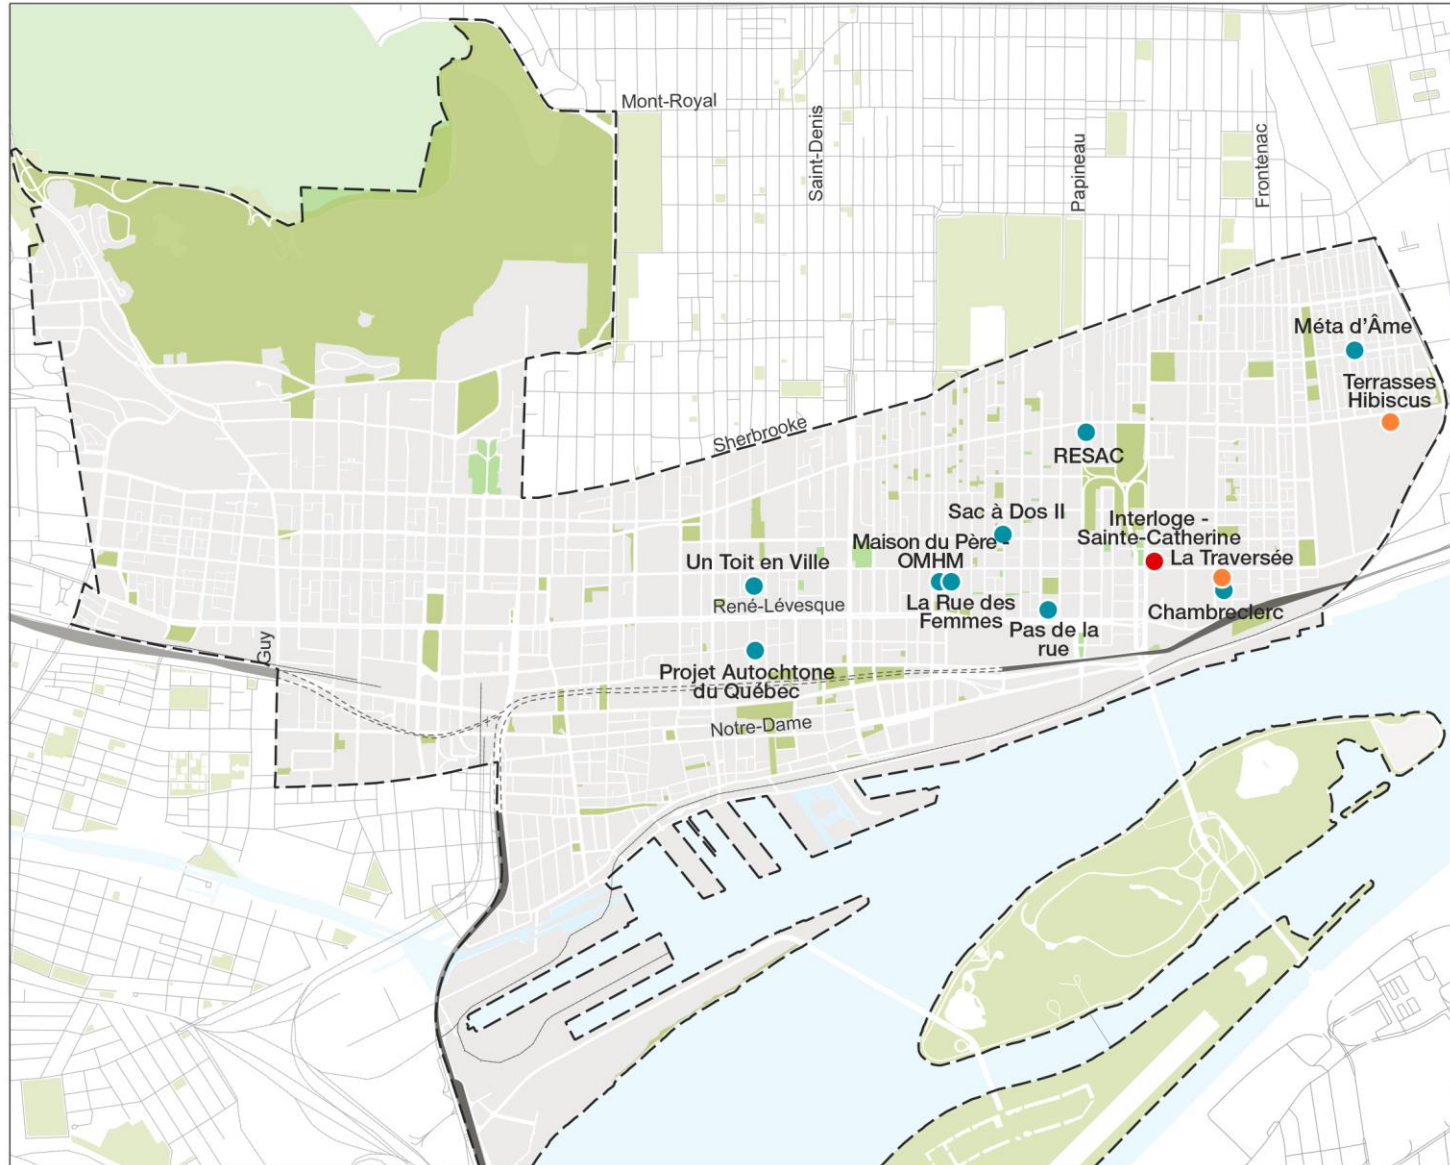 Mont-Royal
Saint-Denis
Papineau
Frontenac
Méta d'Âme
Terrasses
Hibiscus
Sherbrooke
RESAC
Sac à Dos II
Interloge -
Sainte-Catherine
Maison du Père -
OMHM
La Traversée
Un Toit en Ville
René-Lévesque
La Rue des
Femmes
Chambreclerc
Pas de la
rue
Guy
Projet Autochtone
du Québec
Notre-Dame